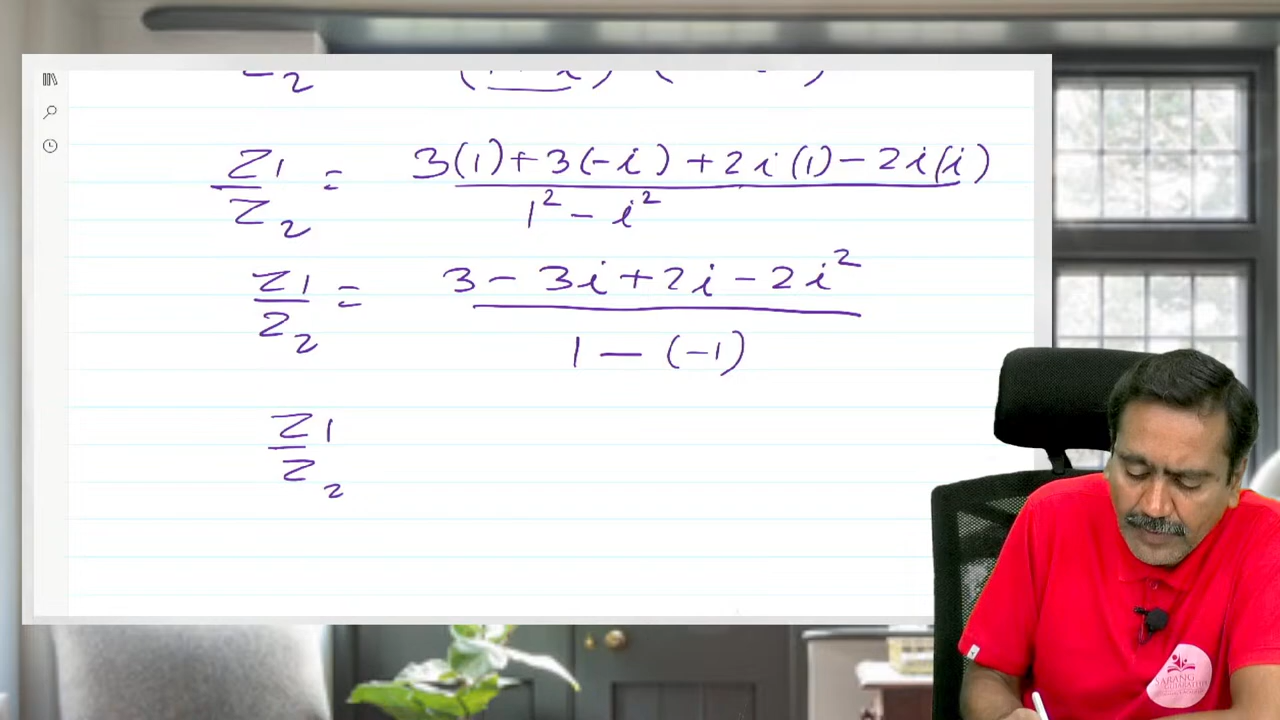 Z1/Z2 = 3(1)+3(-i)+2i(1)-2i(i) / 1² - i²
Z1/Z2 = 3 - 3i + 2i - 2i² / 1 - (-1)
Z1/Z2
SARANG